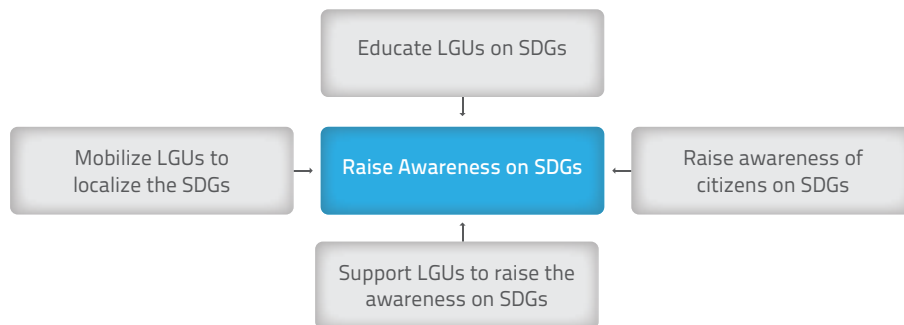 Educate LGUs on SDGs
Mobilize LGUs to
localize the SDGs
Raise Awareness on SDGs
Raise awareness of
citizens on SDGs
Support LGUs to raise the
awareness on SDGs